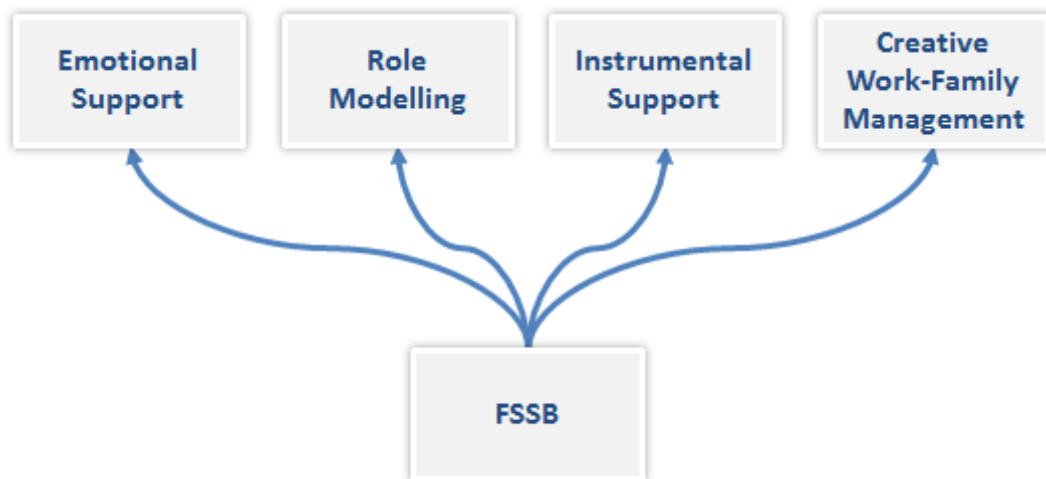 Emotional
Support
Role
Modelling
Instrumental
Support
Creative
Work-Family
Management
FSSB